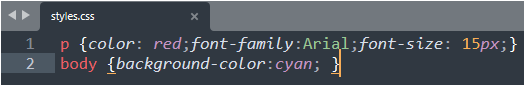 styles.css ×
1 p {color: red;font-family:Arial;font-size: 15px;}
2 body {background-color:cyan; }